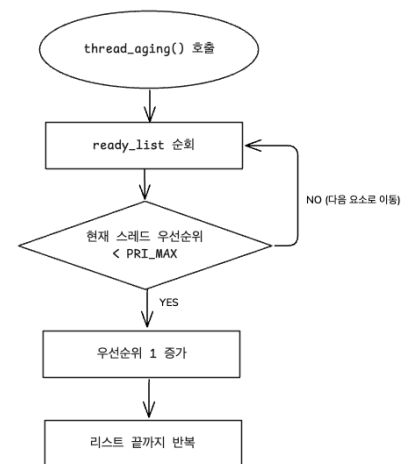 thread_aging() 호출
ready_list 순회
현재 스레드 우선순위
< PRI_MAX
NO (다음 요소로 이동)
YES
우선순위 1 증가
리스트 끝까지 반복